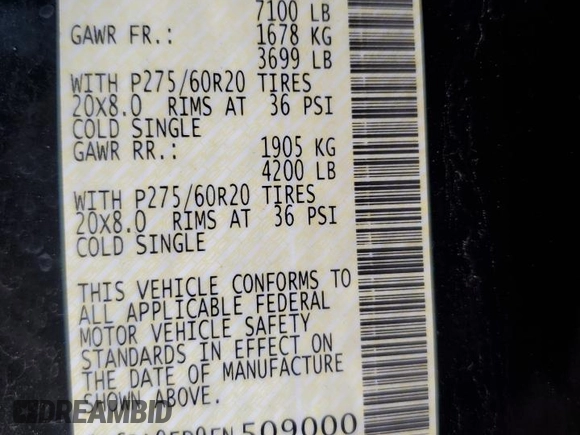 7100 LB
GAWR FR.: 1678 KG
3699 LB
WITH P275/60R20 TIRES
20X8.0 RIMS AT 36 PSI
COLD SINGLE
GAWR RR.: 1905 KG
4200 LB
WITH P275/60R20 TIRES
20X8.0 RIMS AT 36 PSI
COLD SINGLE
THIS VEHICLE CONFORMS TO
ALL APPLICABLE FEDERAL
MOTOR VEHICLE SAFETY
STANDARDS IN EFFECT ON
THE DATE OF MANUFACTURE
SHOWN ABOVE.
509000
DREAMBID